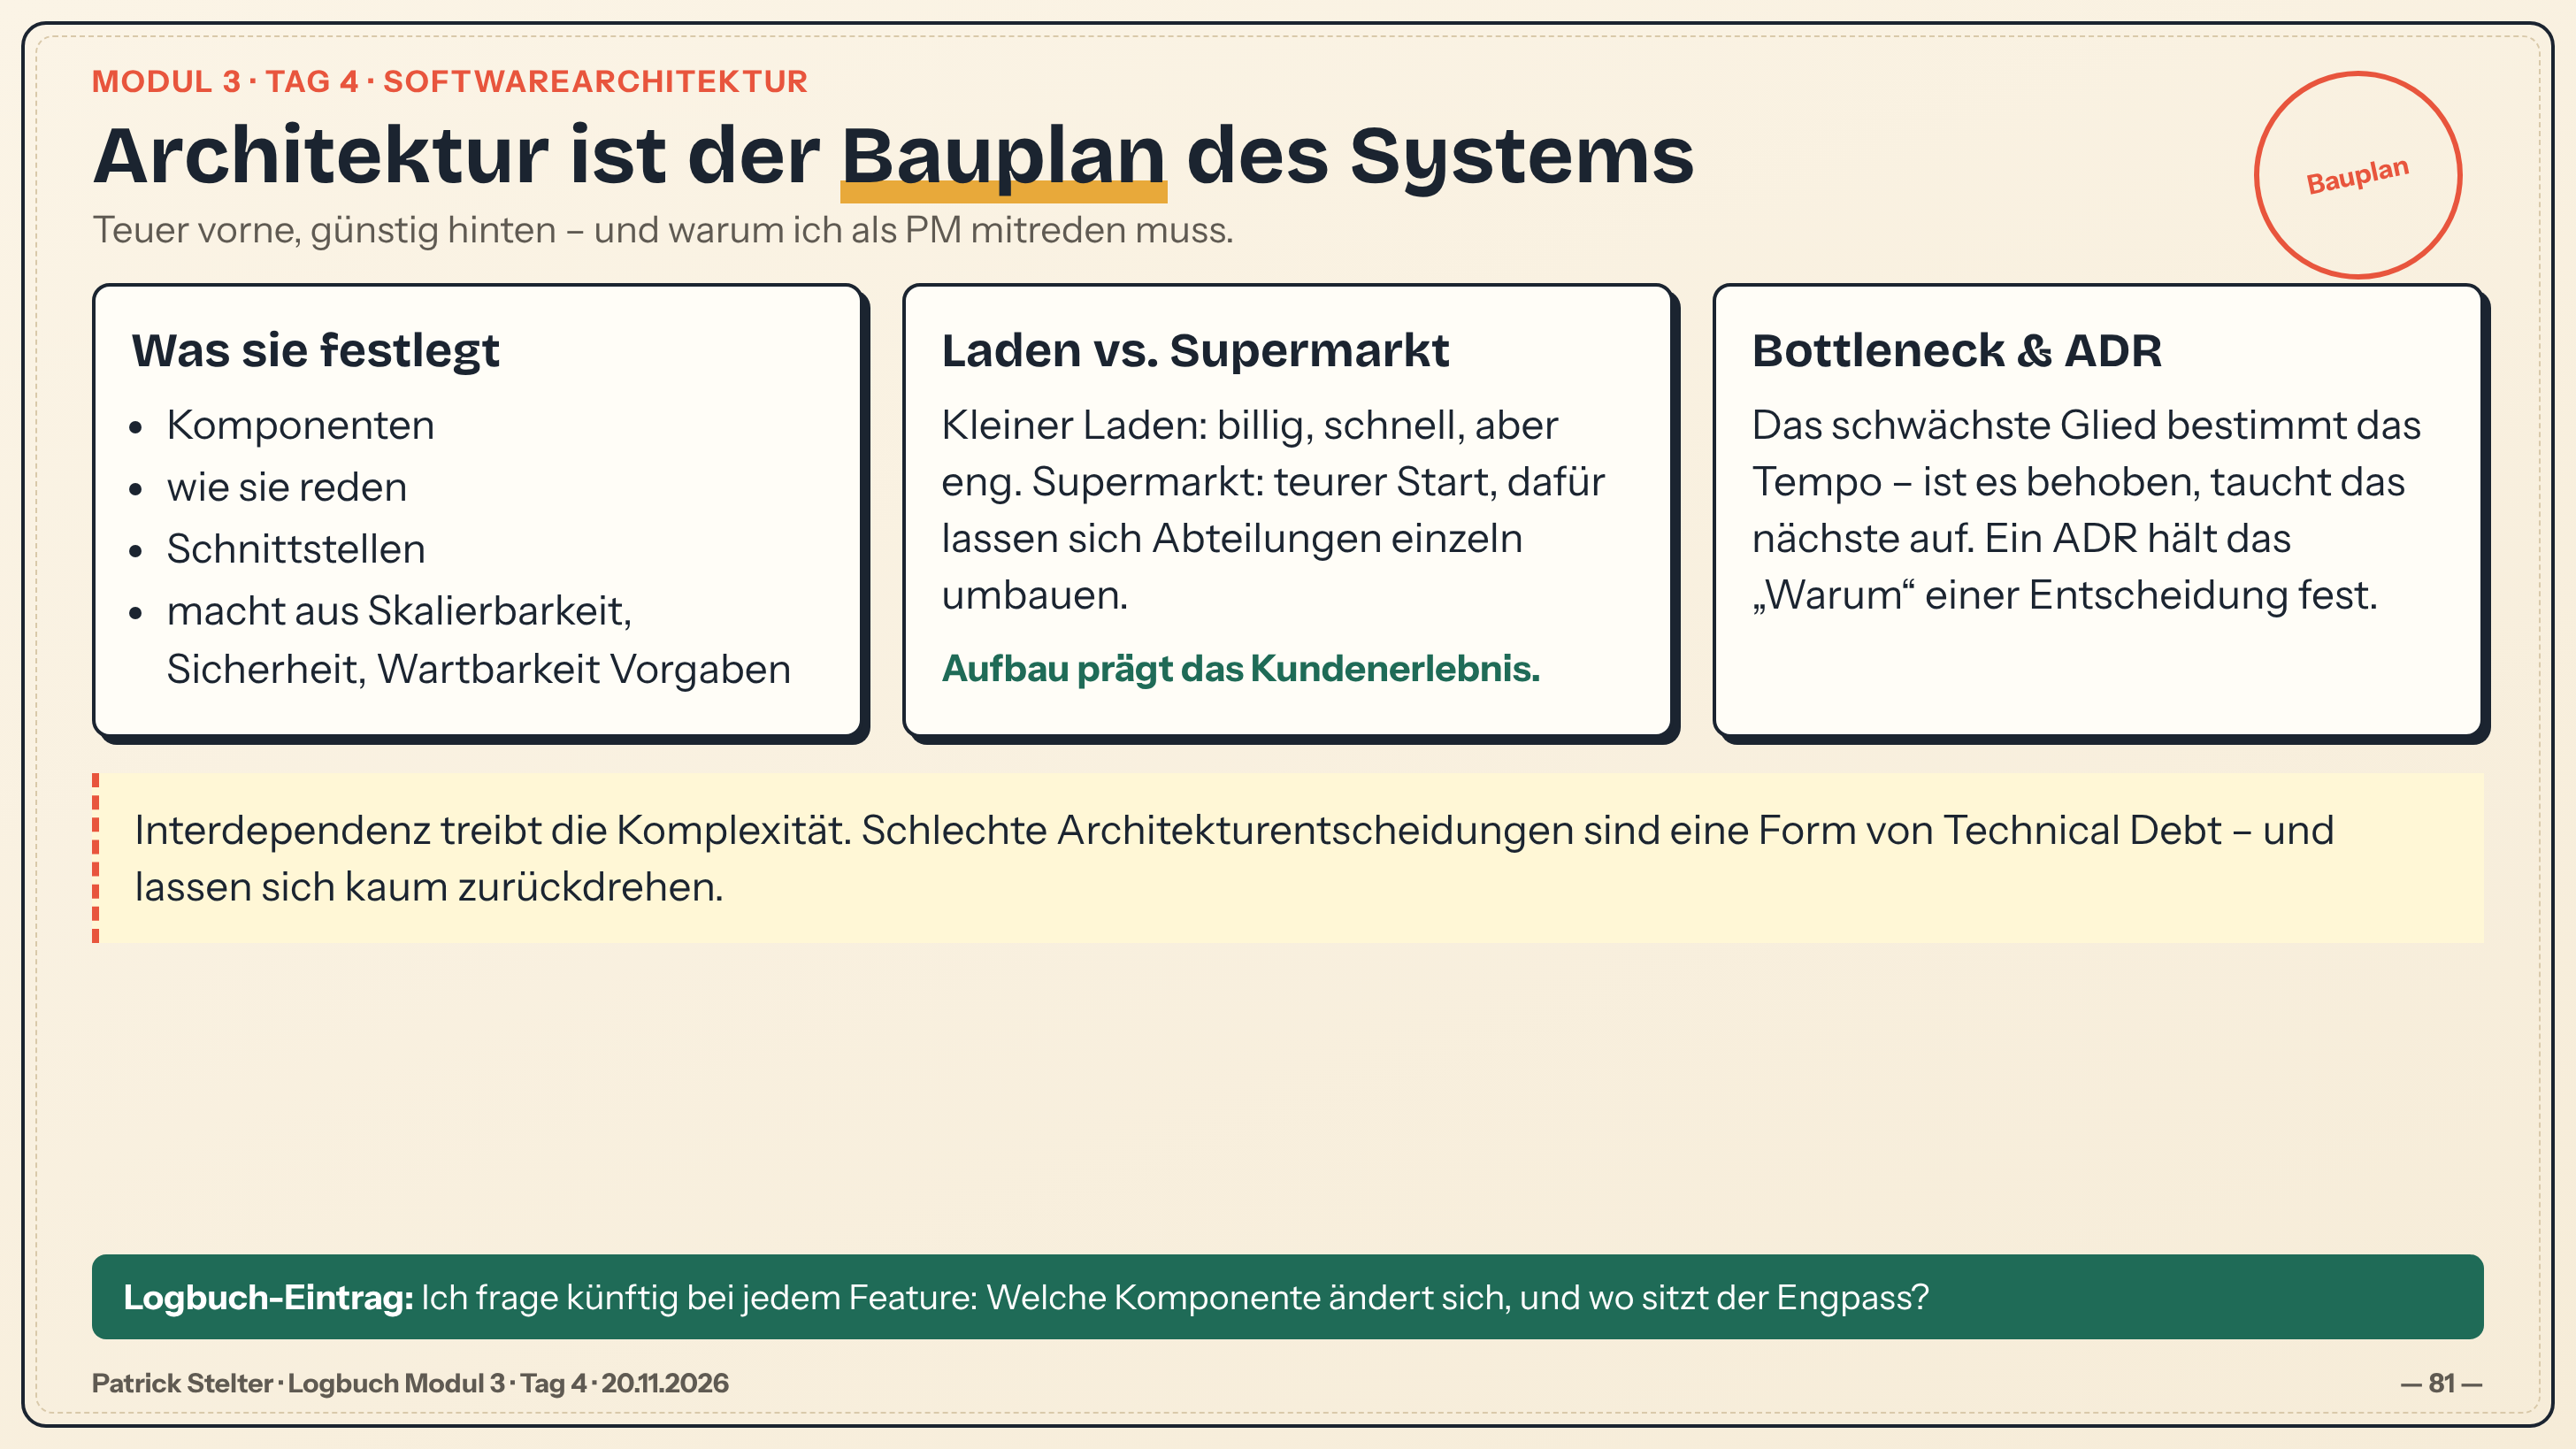 MODUL 3 · TAG 4 · SOFTWAREARCHITEKTUR
Architektur ist der Bauplan des Systems
Teuer vorne, günstig hinten – und warum ich als PM mitreden muss.
Bauplan
Was sie festlegt
• Komponenten
• wie sie reden
• Schnittstellen
• macht aus Skalierbarkeit,
Sicherheit, Wartbarkeit Vorgaben
Laden vs. Supermarkt
Kleiner Laden: billig, schnell, aber
eng. Supermarkt: teurer Start, dafür
lassen sich Abteilungen einzeln
umbauen.
Aufbau prägt das Kundenerlebnis.
Bottleneck & ADR
Das schwächste Glied bestimmt das
Tempo – ist es behoben, taucht das
nächste auf. Ein ADR hält das
„Warum“ einer Entscheidung fest.
Interdependenz treibt die Komplexität. Schlechte Architekturentscheidungen sind eine Form von Technical Debt – und
lassen sich kaum zurückdrehen.
Logbuch-Eintrag: Ich frage künftig bei jedem Feature: Welche Komponente ändert sich, und wo sitzt der Engpass?
Patrick Stelter · Logbuch Modul 3 · Tag 4 · 20.11.2026
— 81 —